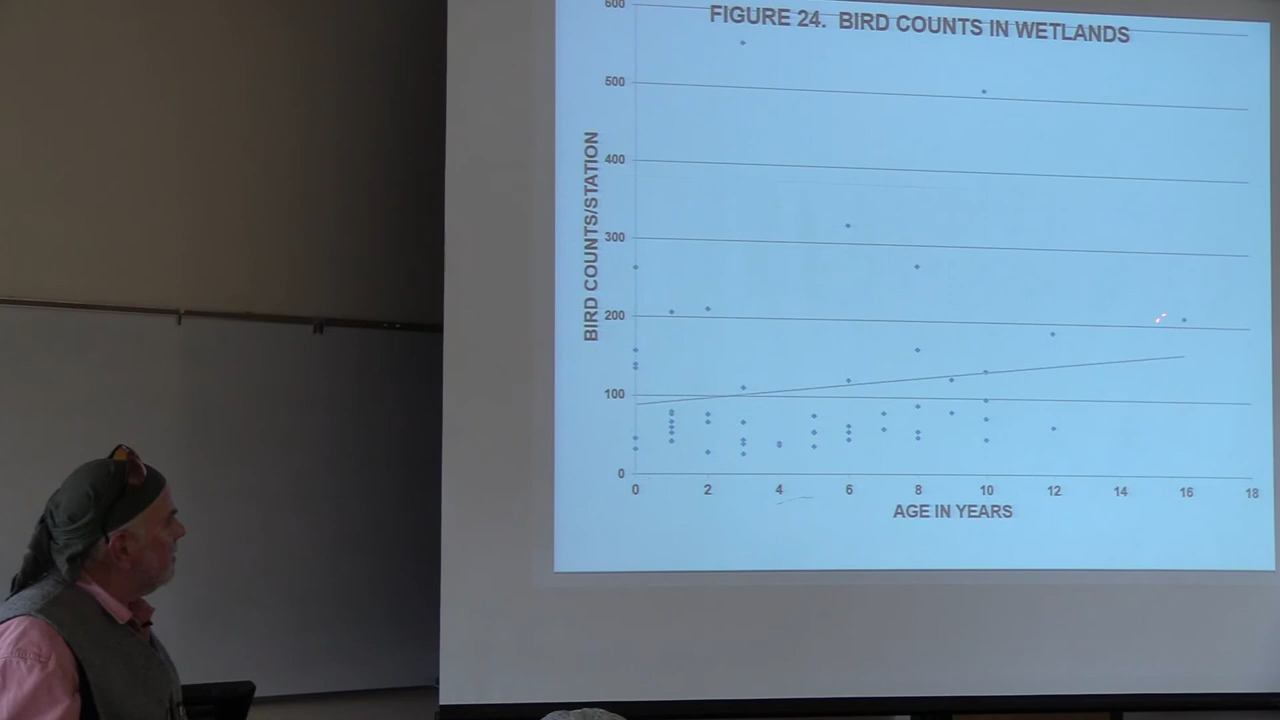 600
FIGURE 24. BIRD COUNTS IN WETLANDS
500
400
300
200
100
0
BIRD COUNTS/STATION
0 2 4 6 8 10 12 14 16 18
AGE IN YEARS